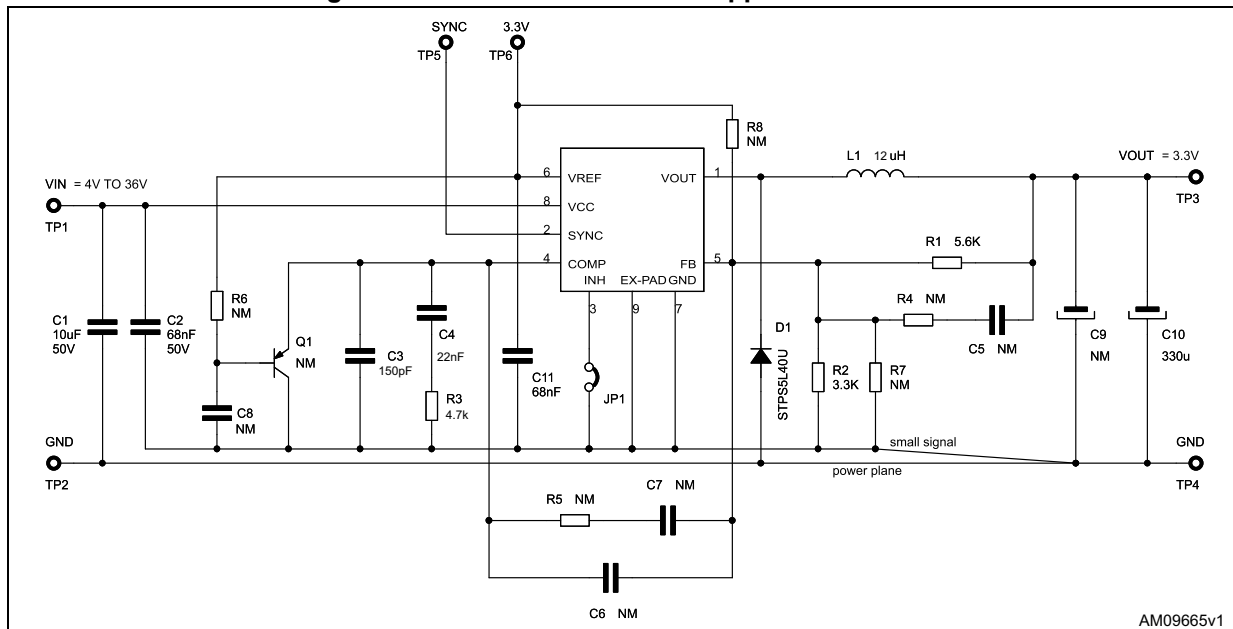 SYNC
3.3V
TP5
TP6
R8
NM
L1 12 uH
VOUT = 3.3V
TP3
VIN = 4V TO 36V
TP1
6 VREF
8 VCC
2 SYNC
4 COMP
VOUT 1
FB 5
INH EX-PAD GND
3 9 7
R1 5.6K
R4 NM
C5 NM
R6
NM
C1
10uF
50V
C2
68nF
50V
Q1
NM
C3
150pF
C4
22nF
R3
4.7k
C11
68nF
JP1
D1
STPS5L40U
R2
3.3K
R7
NM
C9
NM
C10
330u
C8
NM
GND
TP2
small signal
power plane
GND
TP4
R5 NM
C7 NM
C6 NM
AM09665v1